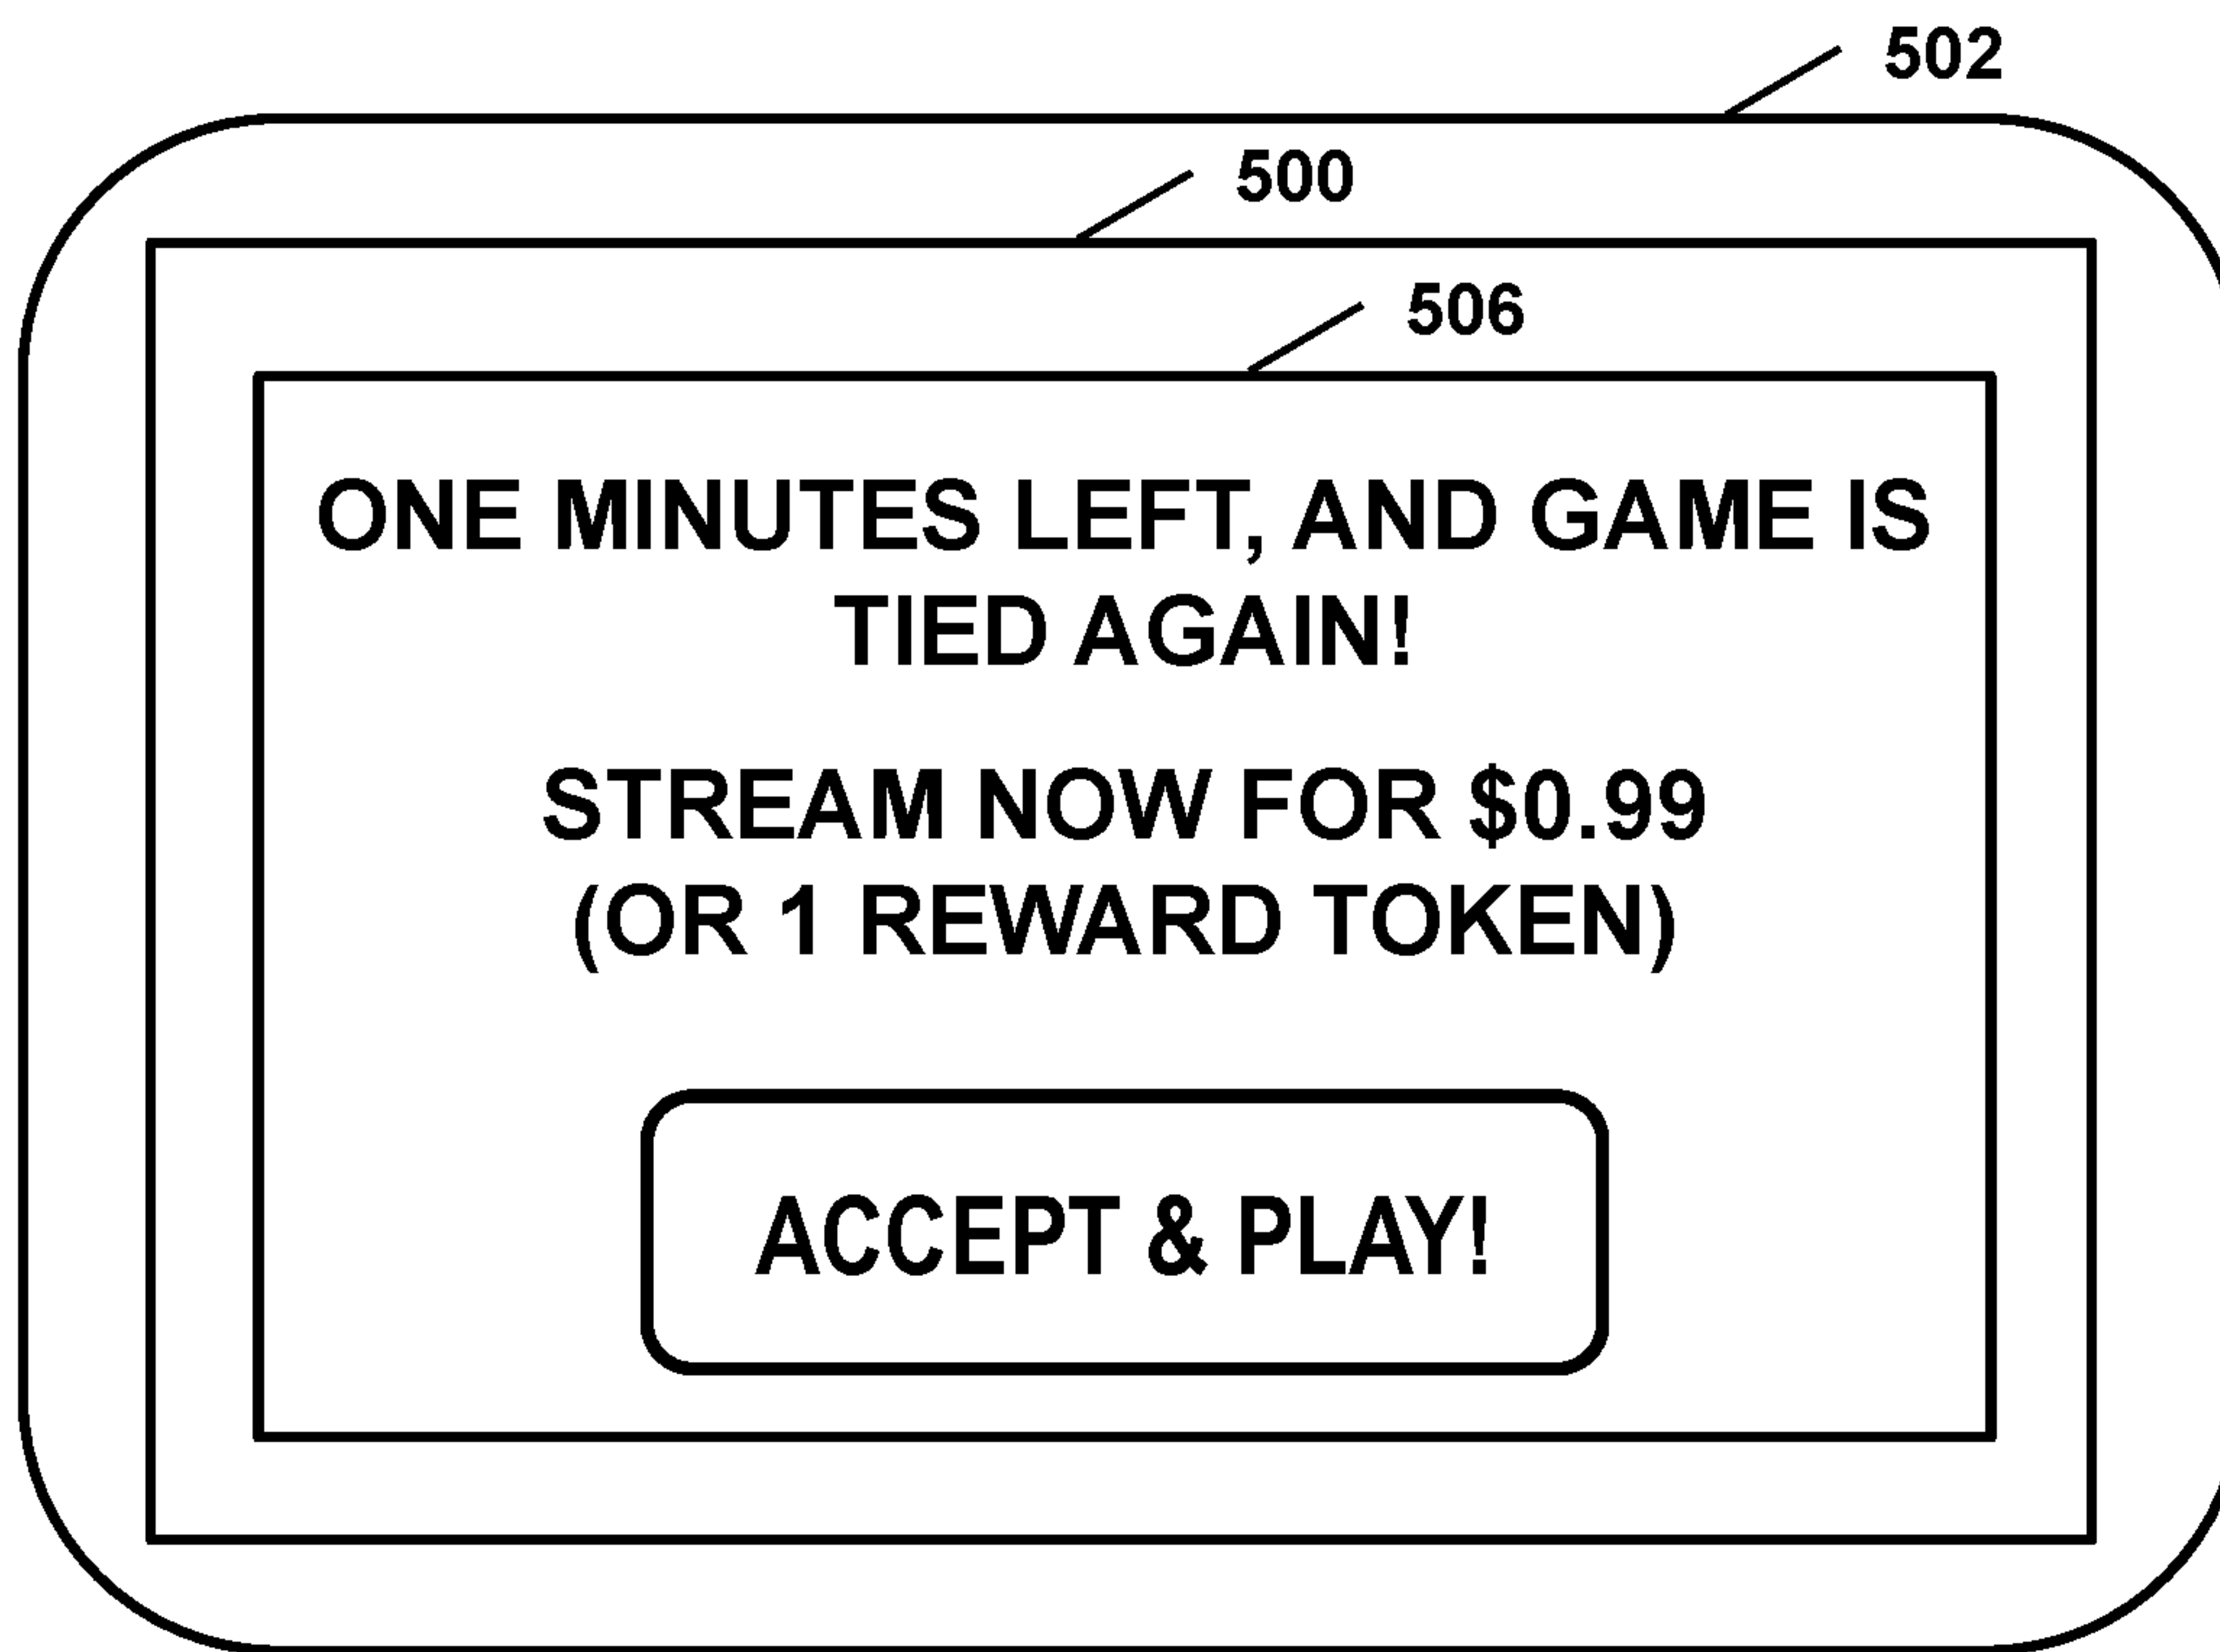 502
500
506
ONE MINUTES LEFT, AND GAME IS
TIED AGAIN!
STREAM NOW FOR $0.99
(OR 1 REWARD TOKEN)
ACCEPT & PLAY!